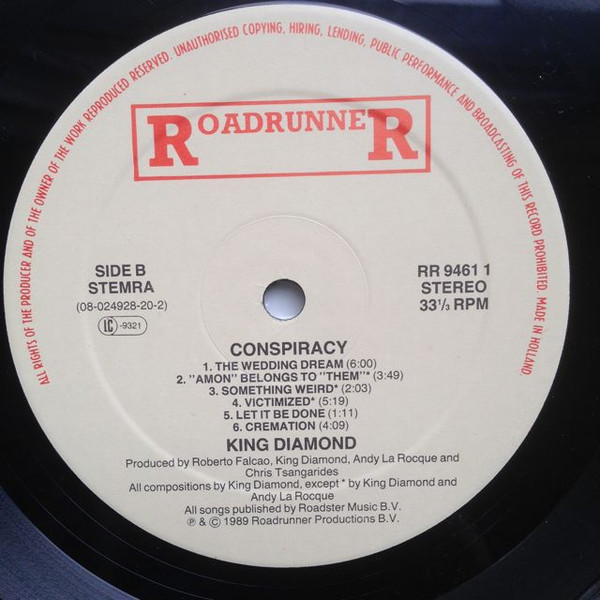 ALL RIGHTS OF THE PRODUCER AND OF THE OWNER OF THE WORK REPRODUCED RESERVED. UNAUTHORISED COPYING, HIRING, LENDING, PUBLIC PERFORMANCE AND BROADCASTING OF THIS RECORD PROHIBITED. MADE IN HOLLAND
ROADRUNNER
SIDE B
STEMRA
(08-024928-20-2)
LC -9321
RR 9461 1
STEREO
33 1/3 RPM
CONSPIRACY
1. THE WEDDING DREAM (6:00)
2. "AMON" BELONGS TO "THEM"* (3:49)
3. SOMETHING WEIRD* (2:03)
4. VICTIMIZED* (5:19)
5. LET IT BE DONE (1:11)
6. CREMATION (4:09)
KING DIAMOND
Produced by Roberto Falcao, King Diamond, Andy La Rocque and
Chris Tsangarides
All compositions by King Diamond, except * by King Diamond and
Andy La Rocque
All songs published by Roadster Music B.V.
℗ & © 1989 Roadrunner Productions B.V.